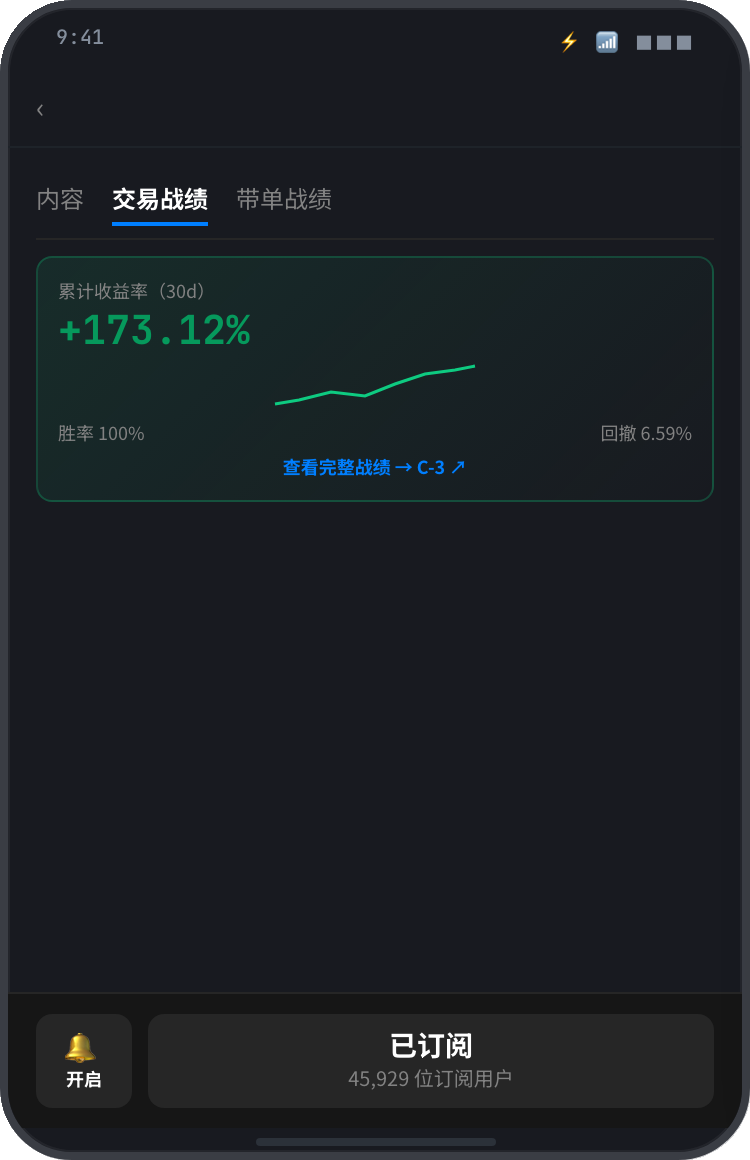 9:41
‹
内容 交易战绩 带单战绩
累计收益率（30d）
+173.12%
胜率 100% 回撤 6.59%
查看完整战绩 → C-3 ↗
开启
已订阅
45,929 位订阅用户